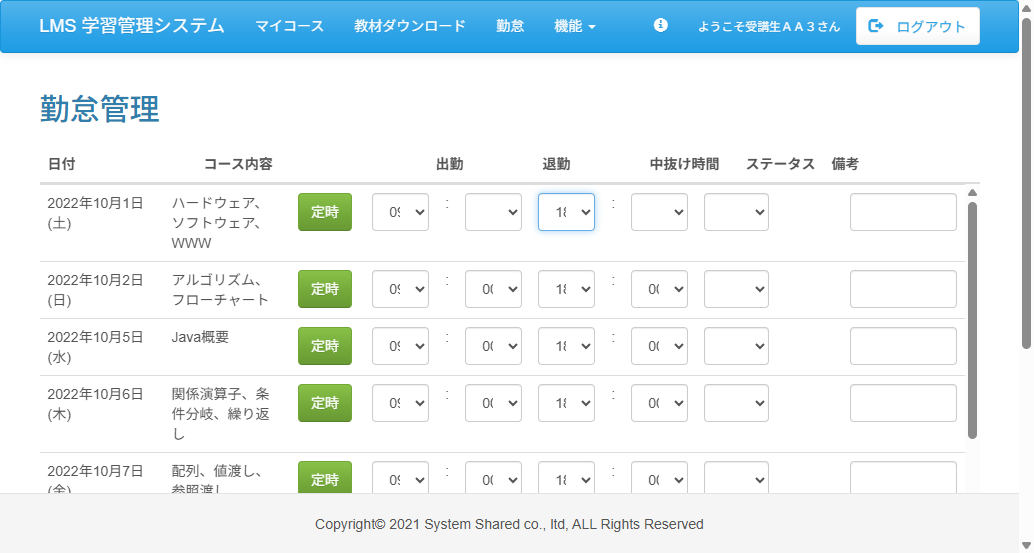 LMS 学習管理システム マイコース 教材ダウンロード 勤怠 機能 ようこそ受講生ＡＡ３さん ログアウト
勤怠管理
日付 コース内容 出勤 退勤 中抜け時間 ステータス 備考
2022年10月1日 ハードウェア、 定時 09 : 18 :
(土) ソフトウェア、
WWW
2022年10月2日 アルゴリズム、 定時 09 : 00 18 : 00
(日) フローチャート
2022年10月5日 Java概要 定時 09 : 00 18 : 00
(水)
2022年10月6日 関係演算子、条 定時 09 : 00 18 : 00
(木) 件分岐、繰り返
し
2022年10月7日 配列、値渡し、 定時 09 : 00 18 : 00
(金) 参照渡し
Copyright© 2021 System Shared co., ltd, ALL Rights Reserved